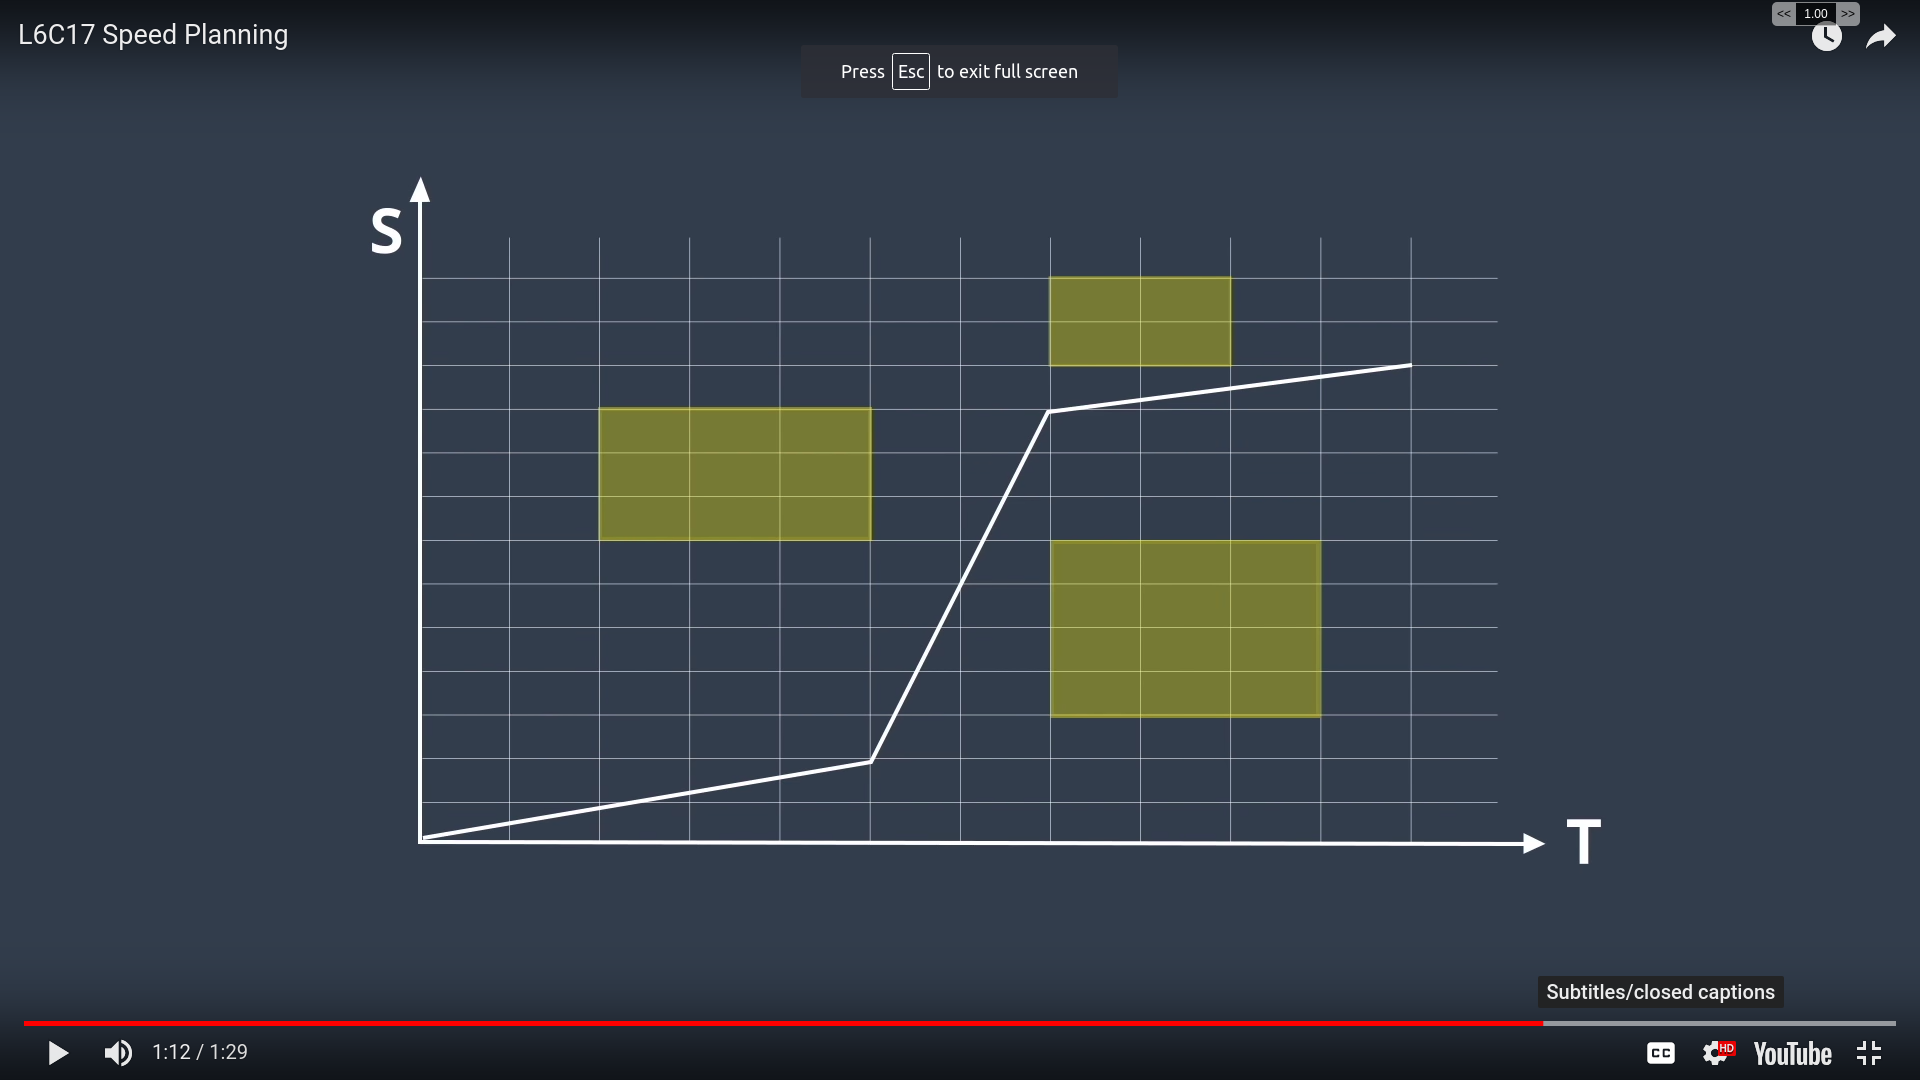 L6C17 Speed Planning
<< 1.00 >>
Press Esc to exit full screen
S
T
Subtitles/closed captions
1:12 / 1:29
CC
HD
YouTube